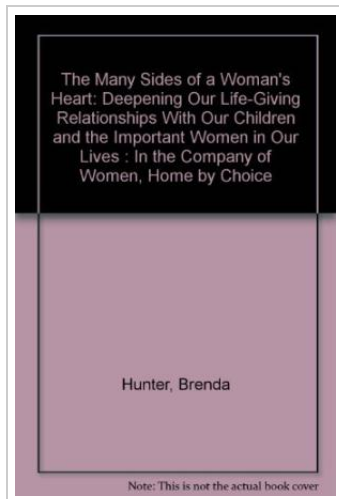 The Many Sides of a Woman's
Heart: Deepening Our Life-Giving
Relationships With Our Children
and the Important Women in Our
Lives : In the Company of
Women, Home by Choice
Hunter, Brenda
Note: This is not the actual book cover